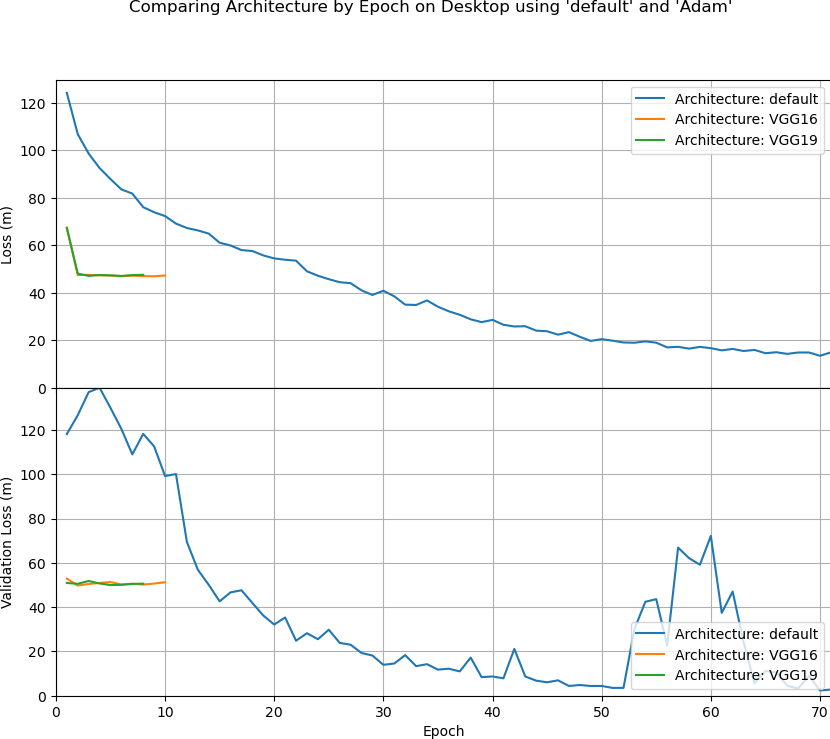 Comparing Architecture by Epoch on Desktop using 'default' and 'Adam'
120
100
80
60
40
20
0
Loss (m)
Architecture: default
Architecture: VGG16
Architecture: VGG19
120
100
80
60
40
20
0
Validation Loss (m)
Architecture: default
Architecture: VGG16
Architecture: VGG19
0 10 20 30 40 50 60 70
Epoch